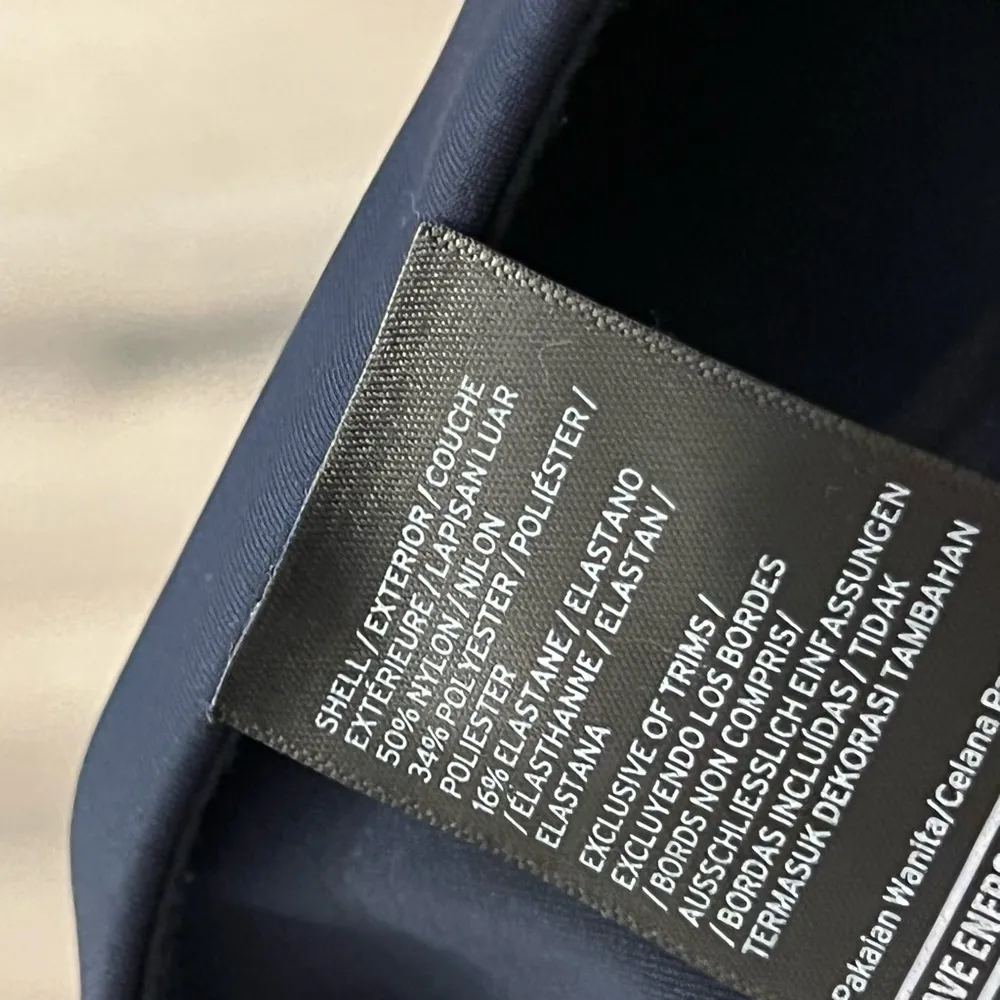 SHELL / EXTERIOR / COUCHE
EXTÉRIEURE / LAPISAN LUAR
50% NYLON / NILON
34% POLYESTER / POLIÉSTER /
POLIESTER
16% ELASTANE / ELASTANO
/ ÉLASTHANNE / ELASTAN /
ELASTANA
EXCLUSIVE OF TRIMS /
EXCLUYENDO LOS BORDES
/ BORDS NON COMPRIS /
AUSSCHLIESSLICH EINFASSUNGEN
/ BORDAS INCLUÍDAS / TIDAK
TERMASUK DEKORASI TAMBAHAN
Pakaian Wanita/Celana